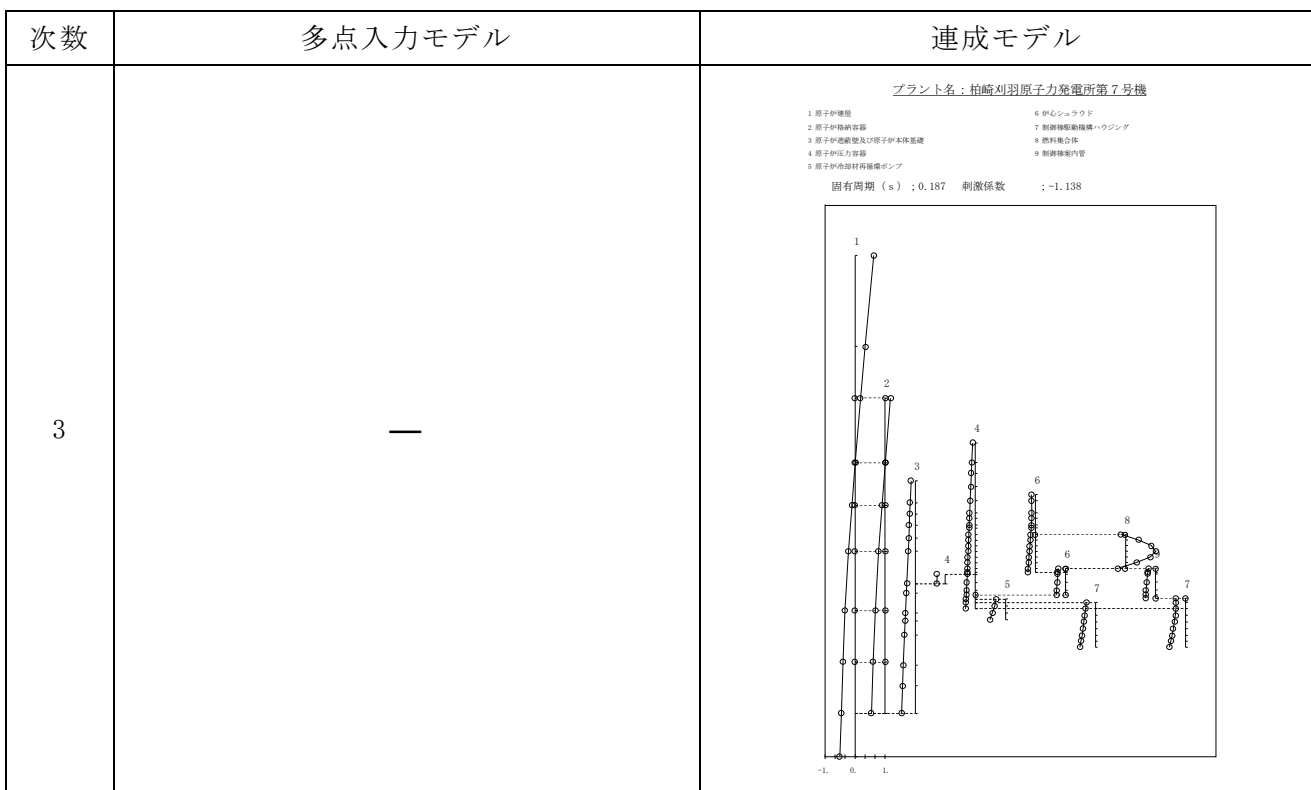 次数 多点入力モデル 連成モデル
3
—
プラント名：柏崎刈羽原子力発電所第７号機
1 原子炉建屋
2 原子炉格納容器
3 原子炉遮蔽壁及び原子炉本体基礎
4 原子炉圧力容器
5 原子炉冷却材再循環ポンプ
6 炉心シュラウド
7 制御棒駆動機構ハウジング
8 燃料集合体
9 制御棒案内管
固有周期（ｓ）;0.187 刺激係数 ;-1.138
1
2
4
3
6
8
4
6
9
5
7
7
-1. 0. 1.